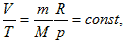 V/T = m/M R/p = const,